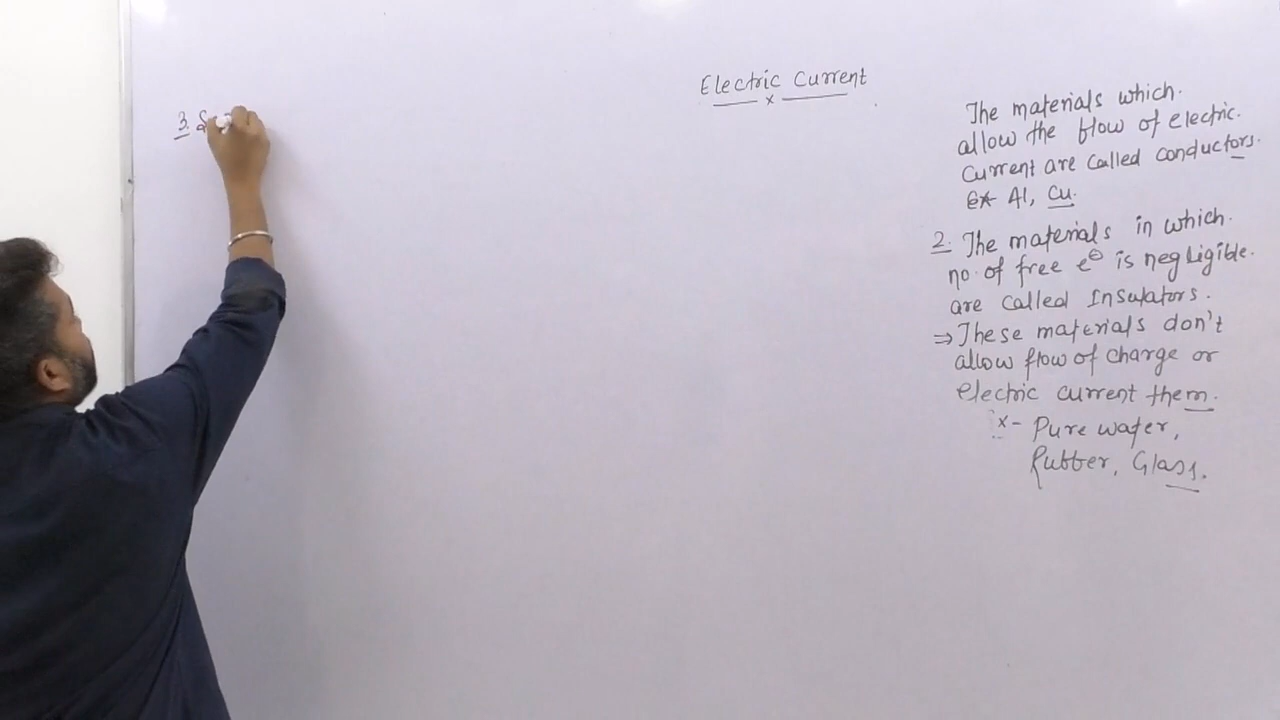 Electric Current
x
The materials which.
allow the flow of electric.
Current are called conductors.
Ex Al, Cu.
2. The materials in which.
no. of free e⊖ is negligible.
are called Insulators.
⇒ These materials don't
allow flow of charge or
electric current them.
x- Pure water,
Rubber, Glass.
3. S